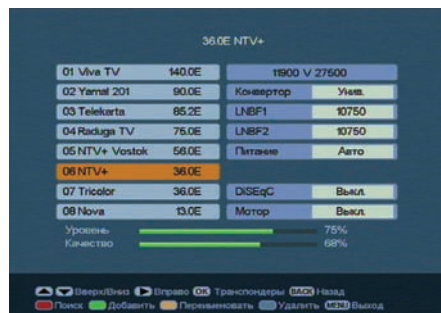 36.0E NTV+
01 Viva TV 140.0E 11900 V 27500
02 Yamal 201 90.0E Конвертор Унив.
03 Telekarta 85.2E LNBF1 10750
04 Raduga TV 75.0E LNBF2 10750
05 NTV+ Vostok 56.0E Питание Авто
06 NTV+ 36.0E
07 Tricolor 36.0E DiSEqC Выкл.
08 Nova 13.0E Мотор Выкл.
Уровень 75%
Качество 68%
Вверх/Вниз Вправо OK Транспондеры BACK Назад
Поиск Добавить Переименовать Удалить MENU Выход